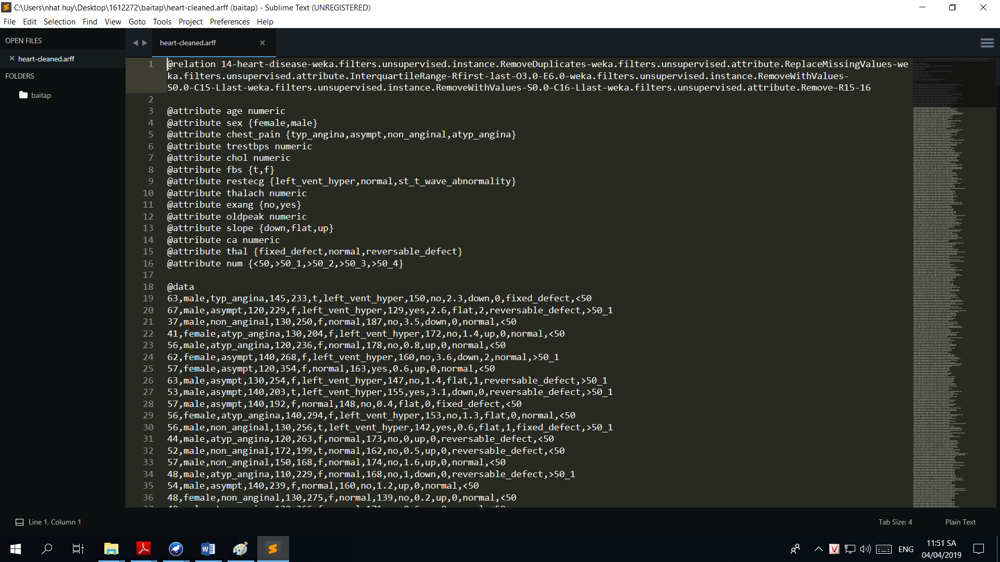 C:\Users\nhat huy\Desktop\1612272\baitap\heart-cleaned.arff (baitap) - Sublime Text (UNREGISTERED)
File Edit Selection Find View Goto Tools Project Preferences Help
OPEN FILES
heart-cleaned.arff
FOLDERS
baitap
heart-cleaned.arff
1 @relation 14-heart-disease-weka.filters.unsupervised.instance.RemoveDuplicates-weka.filters.unsupervised.attribute.ReplaceMissingValues-we
ka.filters.unsupervised.attribute.InterquartileRange-Rfirst-last-O3.0-E6.0-weka.filters.unsupervised.instance.RemoveWithValues-
S0.0-C15-Llast-weka.filters.unsupervised.instance.RemoveWithValues-S0.0-C16-Llast-weka.filters.unsupervised.attribute.Remove-R15-16
2
3 @attribute age numeric
4 @attribute sex {female,male}
5 @attribute chest_pain {typ_angina,asympt,non_anginal,atyp_angina}
6 @attribute trestbps numeric
7 @attribute chol numeric
8 @attribute fbs {t,f}
9 @attribute restecg {left_vent_hyper,normal,st_t_wave_abnormality}
10 @attribute thalach numeric
11 @attribute exang {no,yes}
12 @attribute oldpeak numeric
13 @attribute slope {down,flat,up}
14 @attribute ca numeric
15 @attribute thal {fixed_defect,normal,reversable_defect}
16 @attribute num {<50,>50_1,>50_2,>50_3,>50_4}
17
18 @data
19 63,male,typ_angina,145,233,t,left_vent_hyper,150,no,2.3,down,0,fixed_defect,<50
20 67,male,asympt,120,229,f,left_vent_hyper,129,yes,2.6,flat,2,reversable_defect,>50_1
21 37,male,non_anginal,130,250,f,normal,187,no,3.5,down,0,normal,<50
22 41,female,atyp_angina,130,204,f,left_vent_hyper,172,no,1.4,up,0,normal,<50
23 56,male,atyp_angina,120,236,f,normal,178,no,0.8,up,0,normal,<50
24 62,female,asympt,140,268,f,left_vent_hyper,160,no,3.6,down,2,normal,>50_1
25 57,female,asympt,120,354,f,normal,163,yes,0.6,up,0,normal,<50
26 63,male,asympt,130,254,f,left_vent_hyper,147,no,1.4,flat,1,reversable_defect,>50_1
27 53,male,asympt,140,203,t,left_vent_hyper,155,yes,3.1,down,0,reversable_defect,>50_1
28 57,male,asympt,140,192,f,normal,148,no,0.4,flat,0,fixed_defect,<50
29 56,female,atyp_angina,140,294,f,left_vent_hyper,153,no,1.3,flat,0,normal,<50
30 56,male,non_anginal,130,256,t,left_vent_hyper,142,yes,0.6,flat,1,fixed_defect,>50_1
31 44,male,atyp_angina,120,263,f,normal,173,no,0,up,0,reversable_defect,<50
32 52,male,non_anginal,172,199,t,normal,162,no,0.5,up,0,reversable_defect,<50
33 57,male,non_anginal,150,168,f,normal,174,no,1.6,up,0,normal,<50
34 48,male,atyp_angina,110,229,f,normal,168,no,1,down,0,reversable_defect,>50_1
35 54,male,asympt,140,239,f,normal,160,no,1.2,up,0,normal,<50
36 48,female,non_anginal,130,275,f,normal,139,no,0.2,up,0,normal,<50
Line 1, Column 1
Tab Size: 4
Plain Text
ENG
11:51 SA
04/04/2019